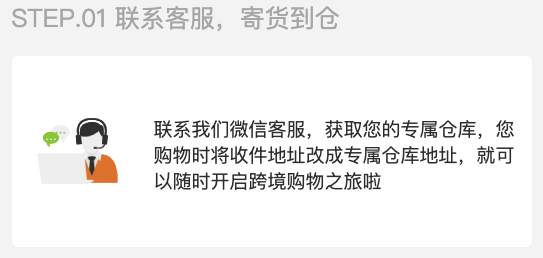 STEP.01 联系客服，寄货到仓
联系我们微信客服，获取您的专属仓库，您
购物时将收件地址改成专属仓库地址，就可
以随时开启跨境购物之旅啦